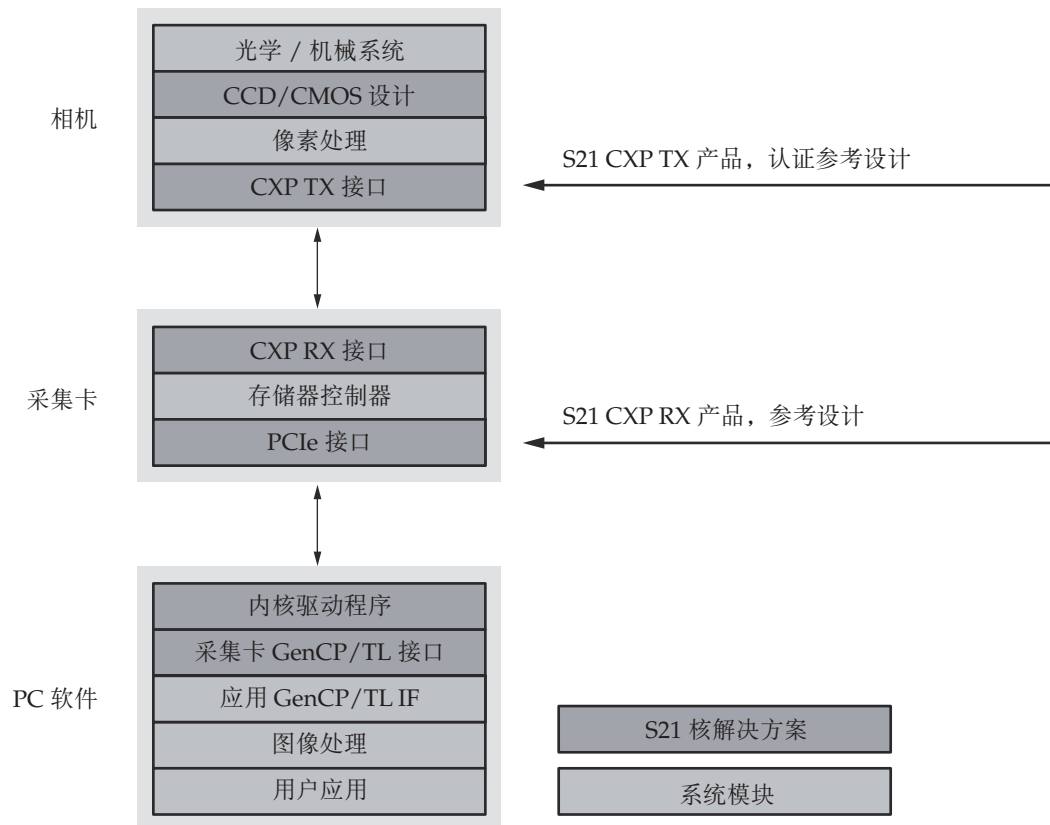 相机
光学 / 机械系统
CCD/CMOS 设计
像素处理
CXP TX 接口
S21 CXP TX 产品，认证参考设计
采集卡
CXP RX 接口
存储器控制器
PCIe 接口
S21 CXP RX 产品，参考设计
PC 软件
内核驱动程序
采集卡 GenCP/TL 接口
应用 GenCP/TL IF
图像处理
用户应用
S21 核解决方案
系统模块